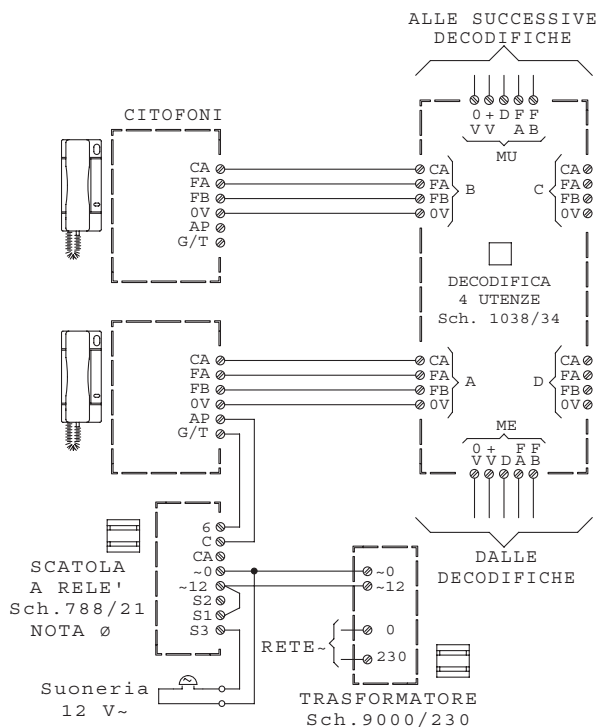 ALLE SUCCESSIVE
DECODIFICHE
CITOFONI
0 + D F F
V V A B
MU
CA
FA
FB
0V
AP
G/T
CA
FA
FB
0V
B
C
CA
FA
FB
0V
DECODIFICA
4 UTENZE
Sch. 1038/34
CA
FA
FB
0V
AP
G/T
CA
FA
FB
0V
A
D
CA
FA
FB
0V
ME
0 + F F
V V D A B
DALLE
DECODIFICHE
SCATOLA
A RELE'
Sch.788/21
NOTA Ø
6
C
CA
~0
~12
S2
S1
S3
~0
~12
0
230
RETE~
Suoneria
12 V~
TRASFORMATORE
Sch.9000/230